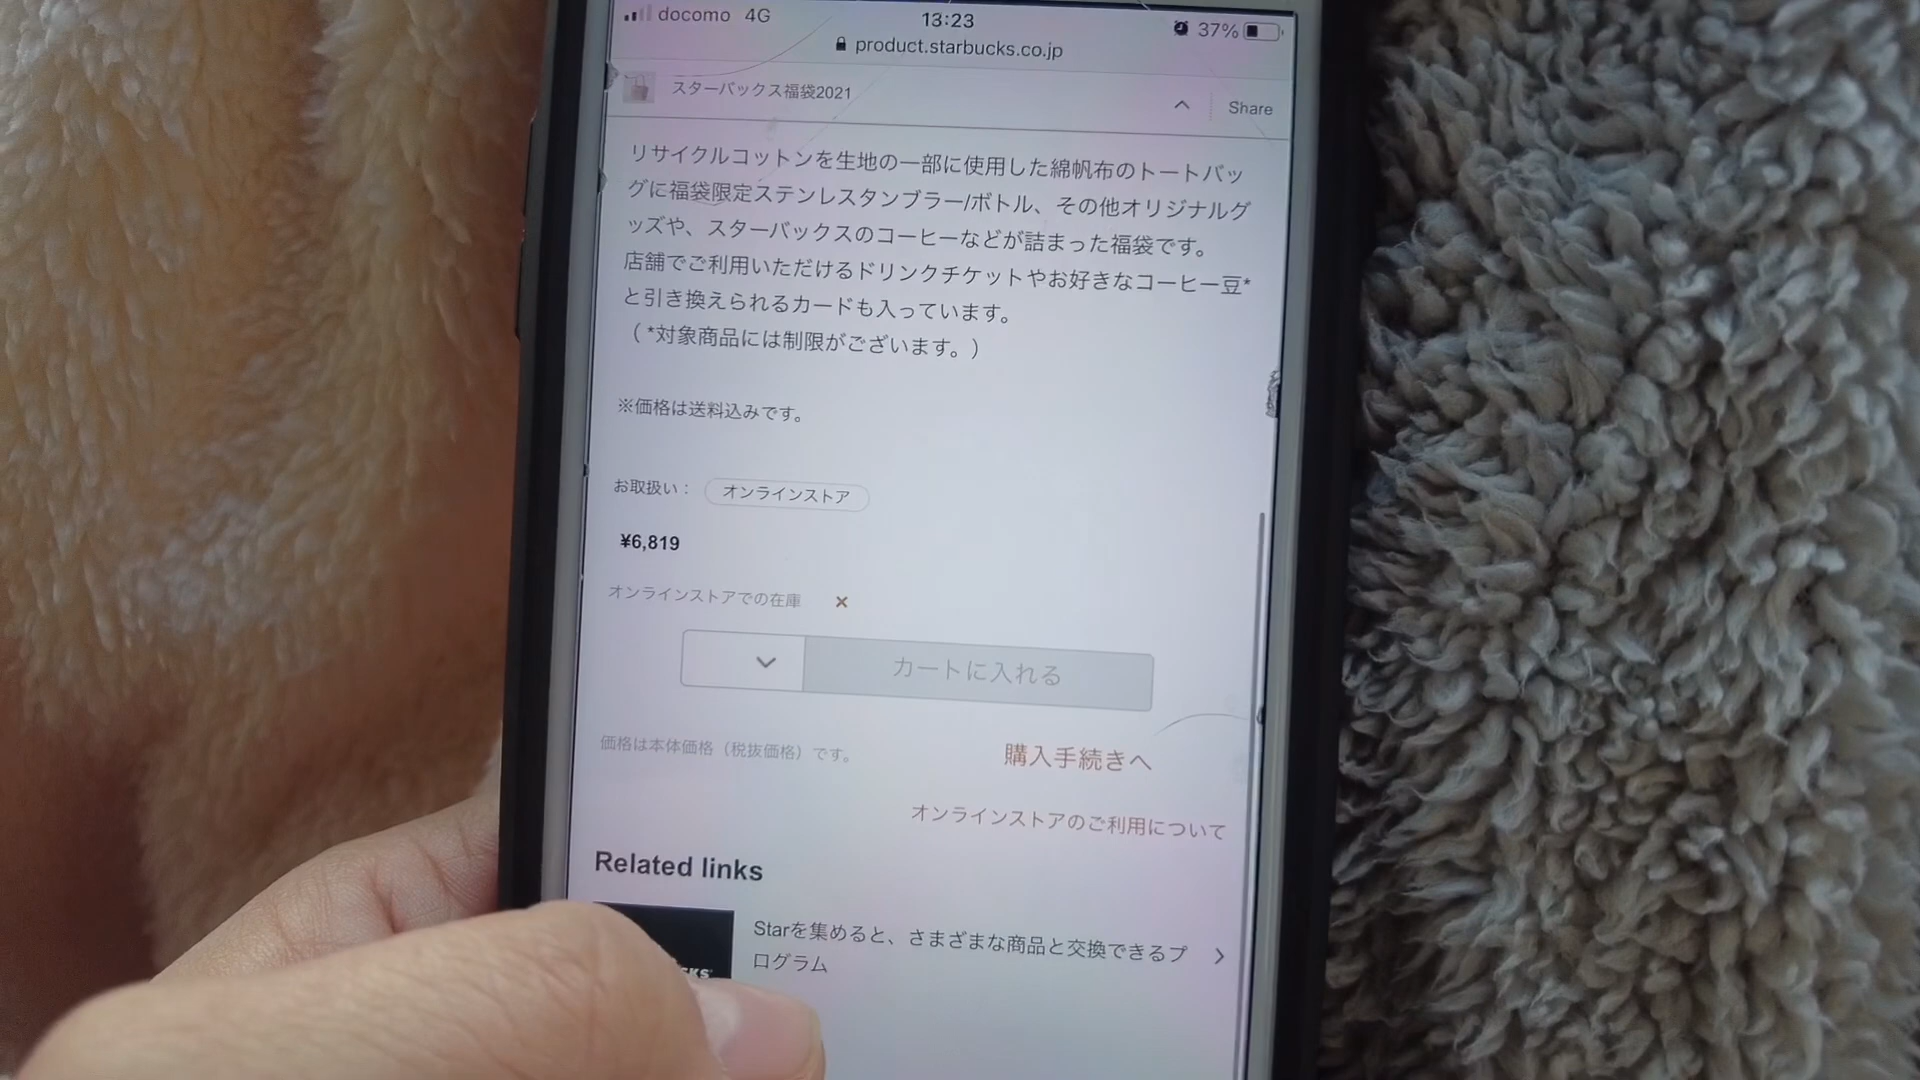 docomo 4G 13:23 37%
product.starbucks.co.jp
スターバックス福袋2021 Share
リサイクルコットンを生地の一部に使用した綿帆布のトートバッ
グに福袋限定ステンレスタンブラー/ボトル、その他オリジナルグ
ッズや、スターバックスのコーヒーなどが詰まった福袋です。
店舗でご利用いただけるドリンクチケットやお好きなコーヒー豆*
と引き換えられるカードも入っています。
（*対象商品には制限がございます。）
※価格は送料込みです。
お取扱い： オンラインストア
¥6,819
オンラインストアでの在庫 ×
カートに入れる
価格は本体価格（税抜価格）です。 購入手続きへ
オンラインストアのご利用について
Related links
Starを集めると、さまざまな商品と交換できるプ
ログラム